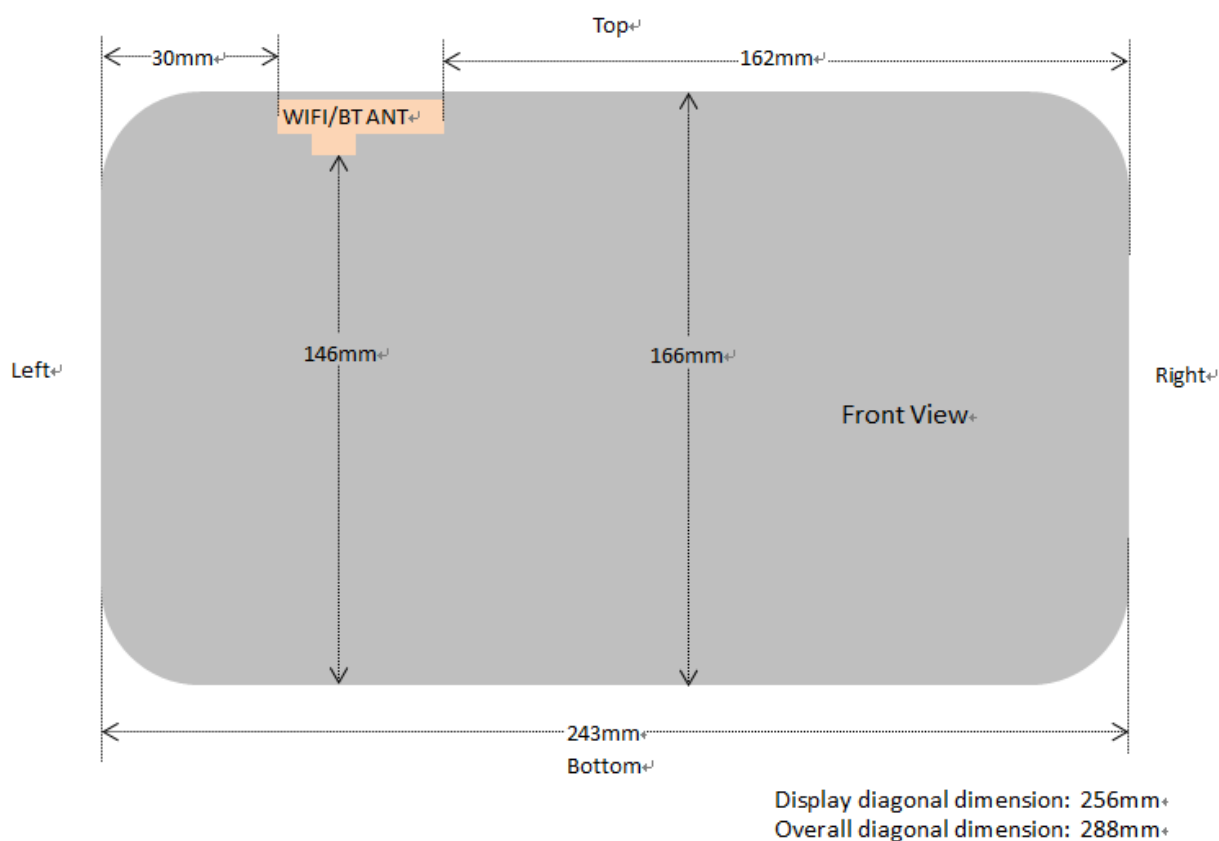 Top
30mm
162mm
WIFI/BT ANT
146mm
166mm
Left
Right
Front View
243mm
Bottom
Display diagonal dimension: 256mm
Overall diagonal dimension: 288mm